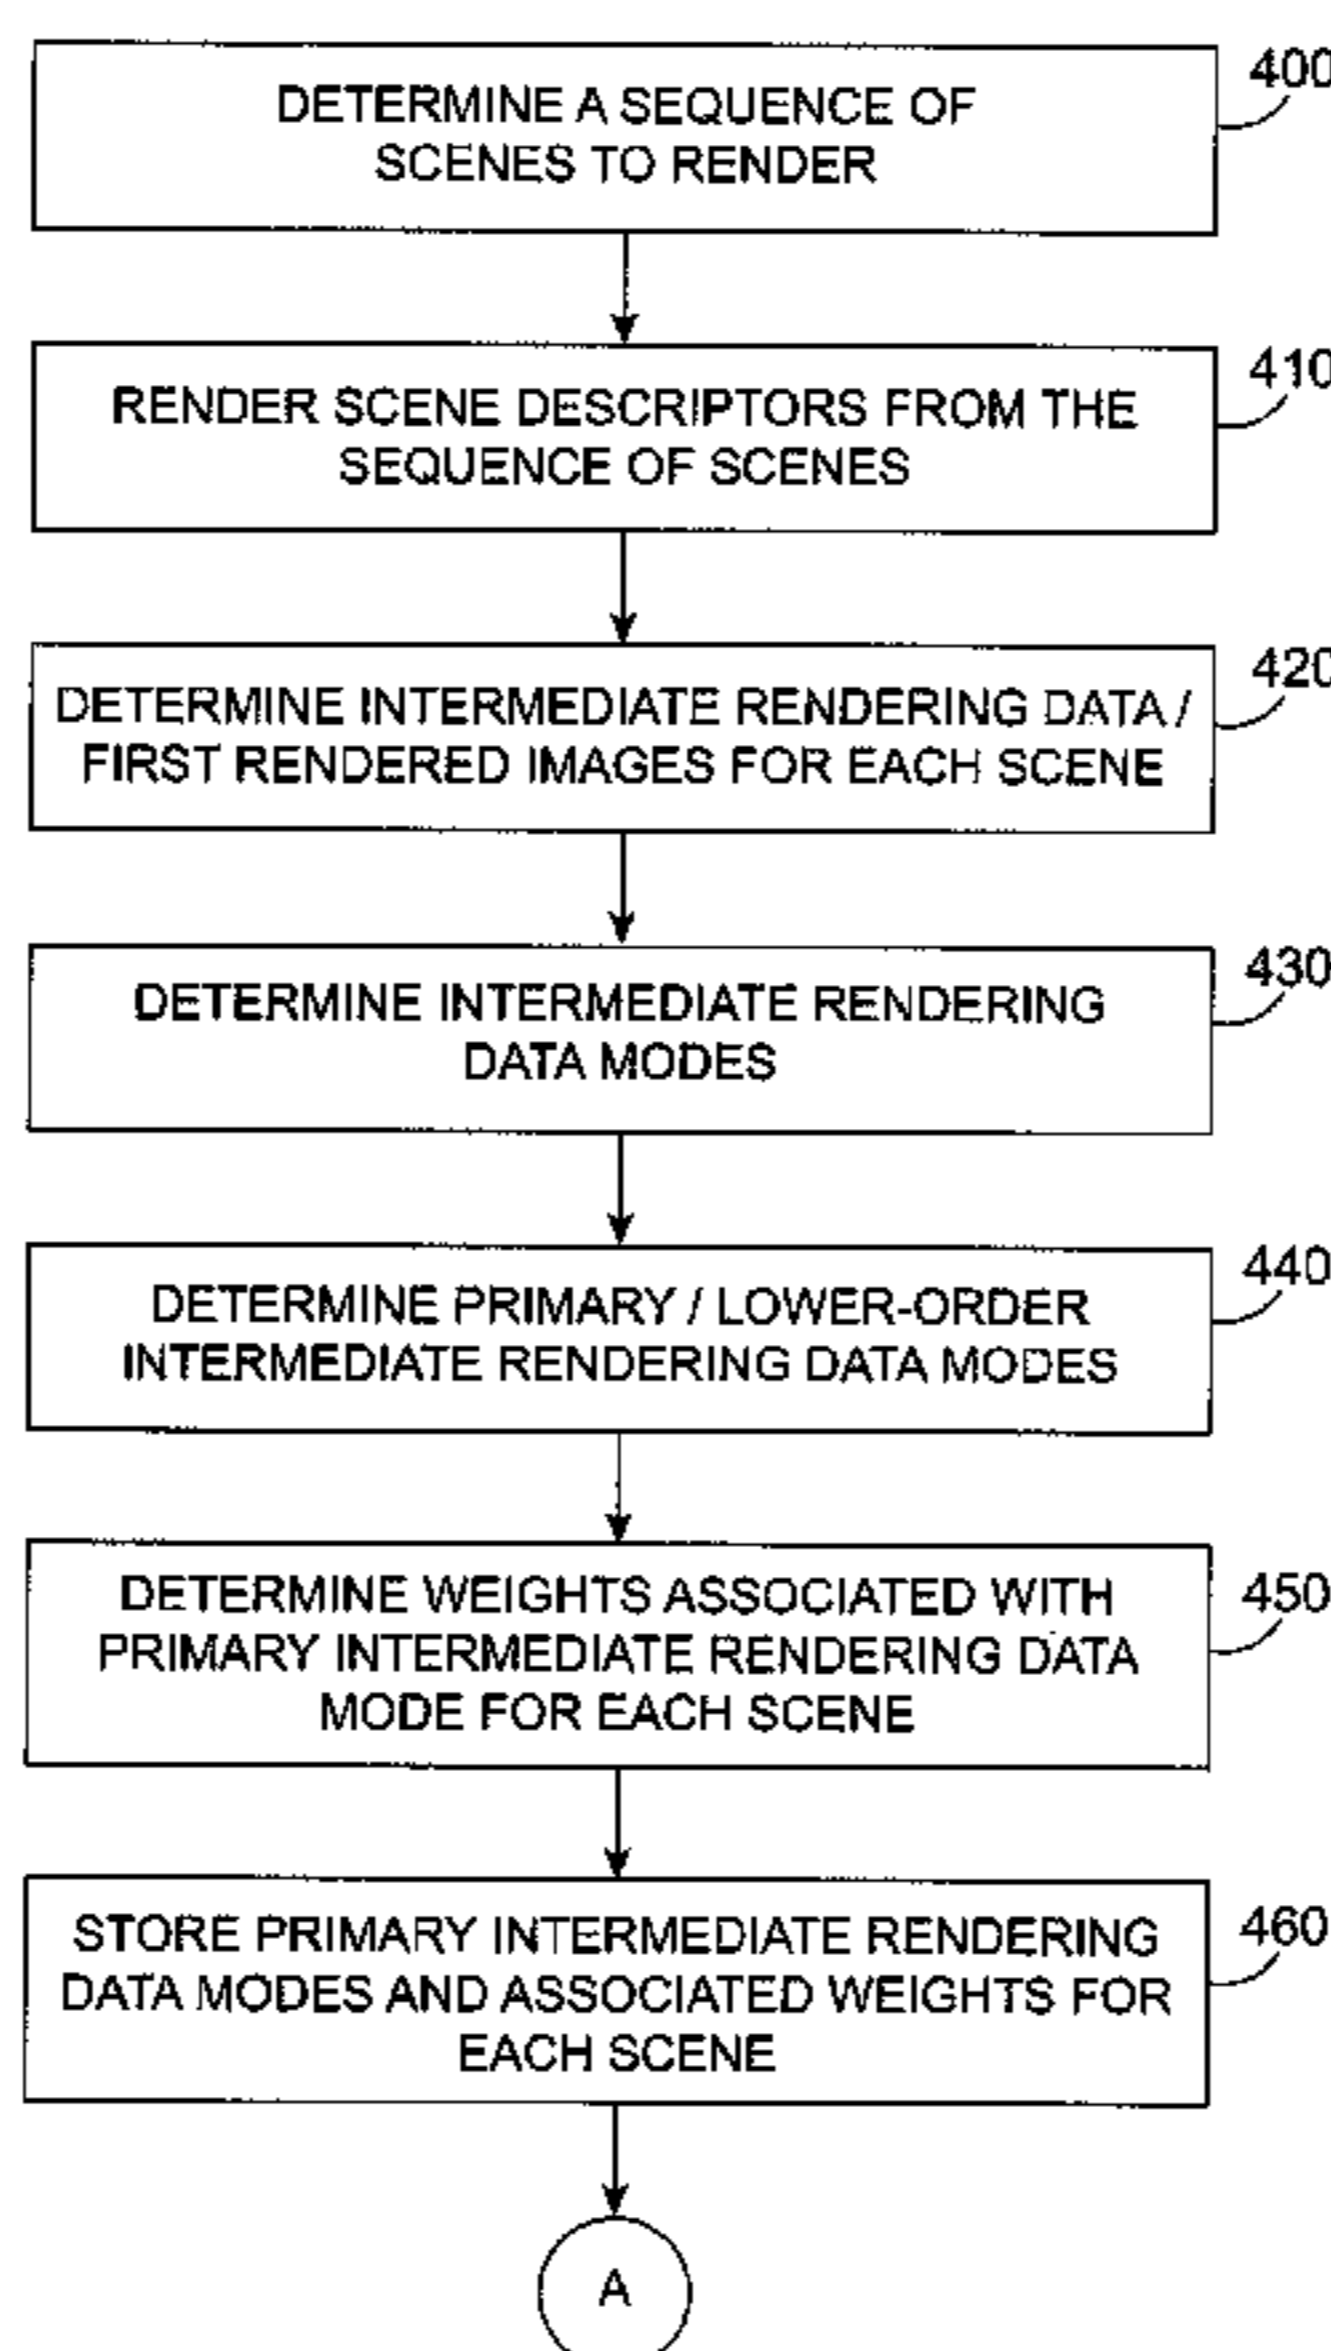 400
DETERMINE A SEQUENCE OF
SCENES TO RENDER
410
RENDER SCENE DESCRIPTORS FROM THE
SEQUENCE OF SCENES
420
DETERMINE INTERMEDIATE RENDERING DATA /
FIRST RENDERED IMAGES FOR EACH SCENE
430
DETERMINE INTERMEDIATE RENDERING
DATA MODES
440
DETERMINE PRIMARY / LOWER-ORDER
INTERMEDIATE RENDERING DATA MODES
450
DETERMINE WEIGHTS ASSOCIATED WITH
PRIMARY INTERMEDIATE RENDERING DATA
MODE FOR EACH SCENE
460
STORE PRIMARY INTERMEDIATE RENDERING
DATA MODES AND ASSOCIATED WEIGHTS FOR
EACH SCENE
A